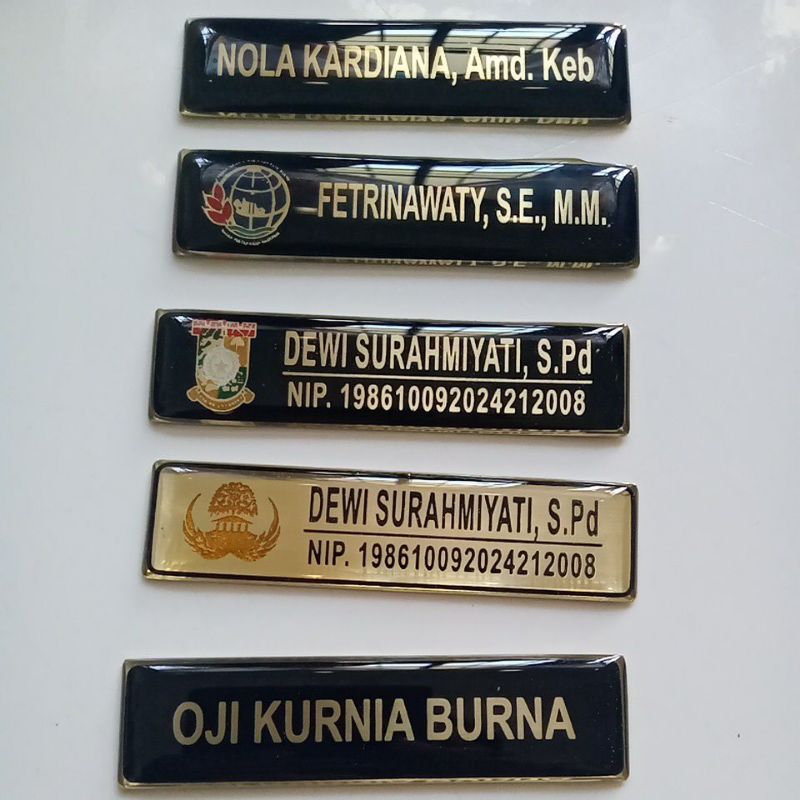 NOLA KARDIANA, Amd. Keb
FETRINAWATY, S.E., M.M.
DEWI SURAHMIYATI, S.Pd
NIP. 198610092024212008
DEWI SURAHMIYATI, S.Pd
NIP. 198610092024212008
OJI KURNIA BURNA